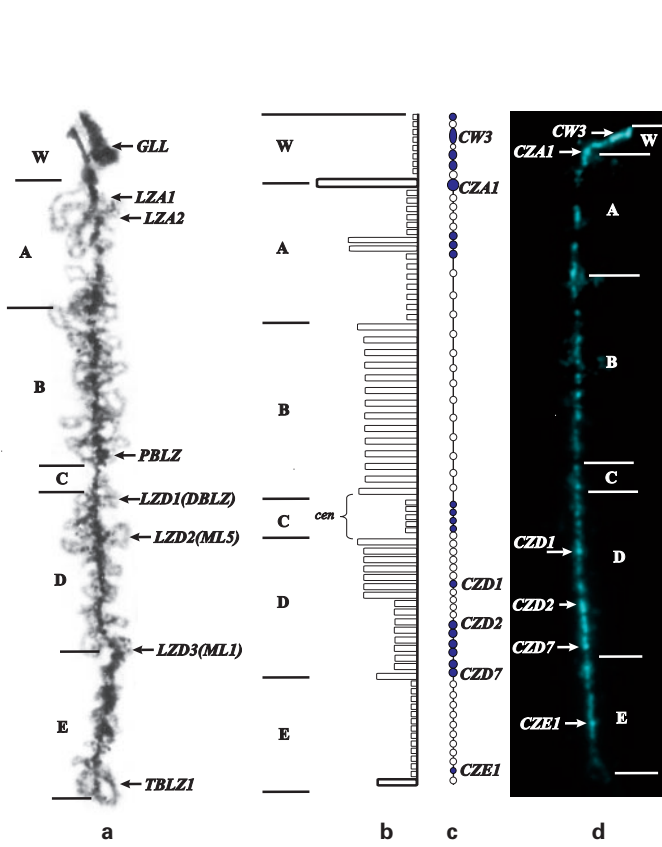 W
GLL
LZA1
LZA2
A
B
PBLZ
C
LZD1(DBLZ)
LZD2(ML5)
D
LZD3(ML1)
E
TBLZ1
a
W
A
B
cen
C
D
E
b
CW3
CZA1
CZD1
CZD2
CZD7
CZE1
c
CW3
W
CZA1
A
B
C
CZD1
D
CZD2
CZD7
CZE1
E
d